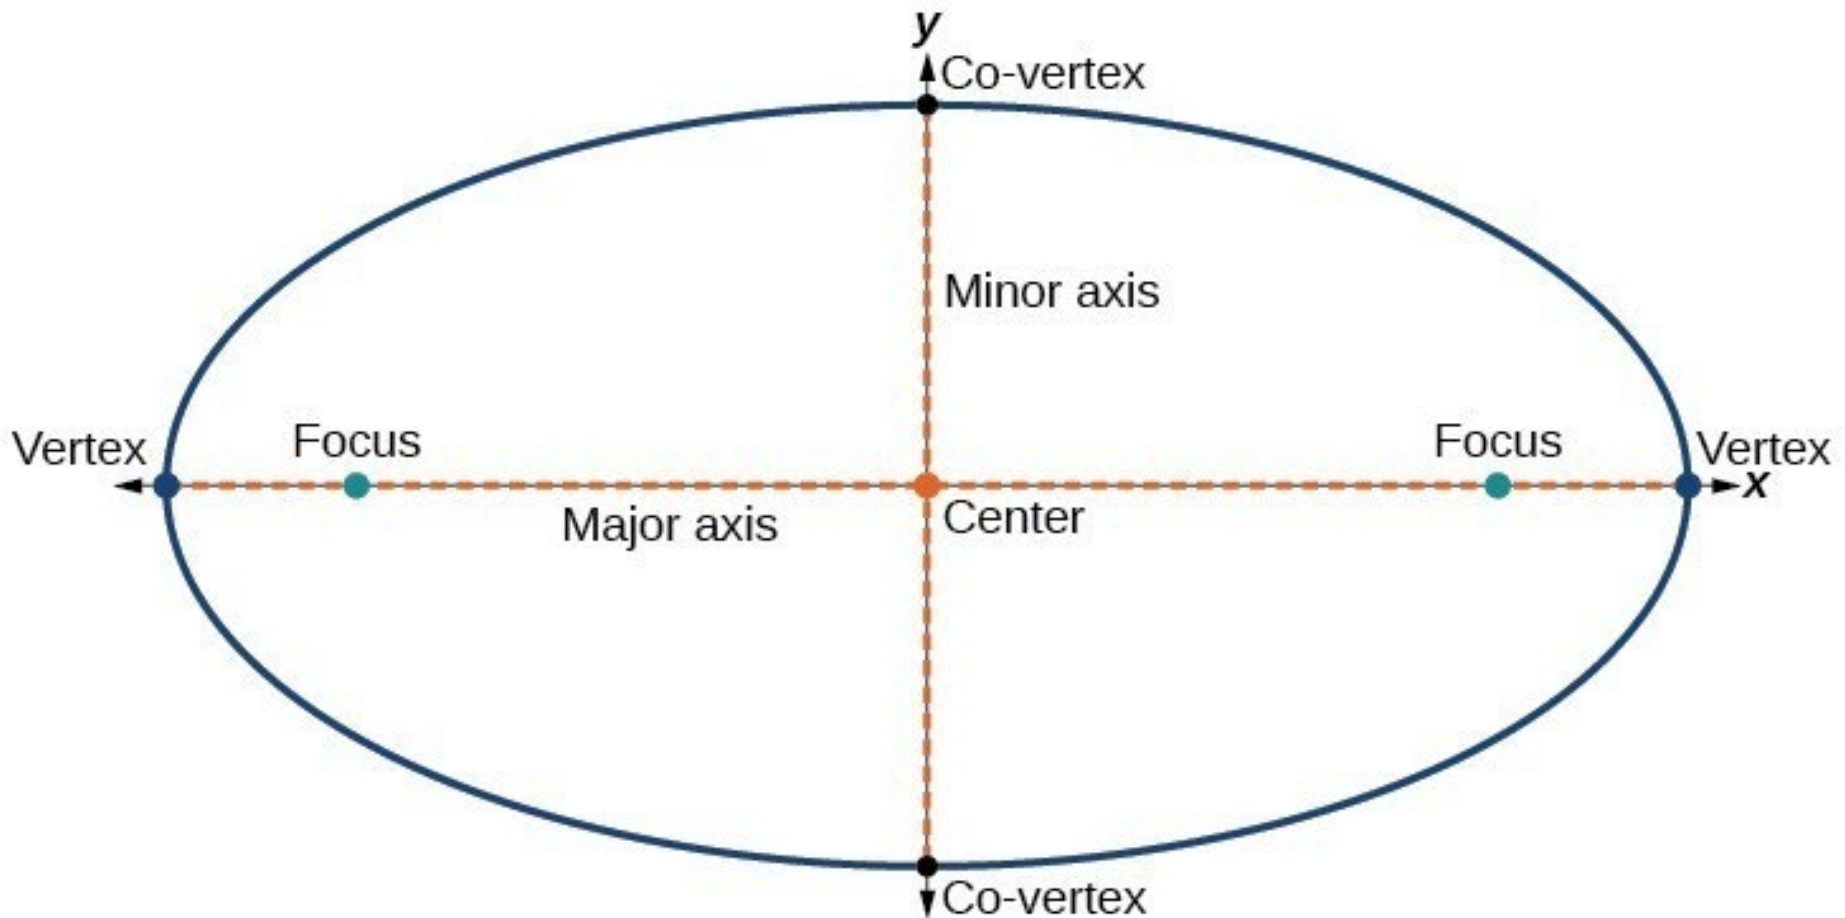 y
Co-vertex
Minor axis
Vertex
Focus
Focus
Vertex
x
Major axis
Center
Co-vertex